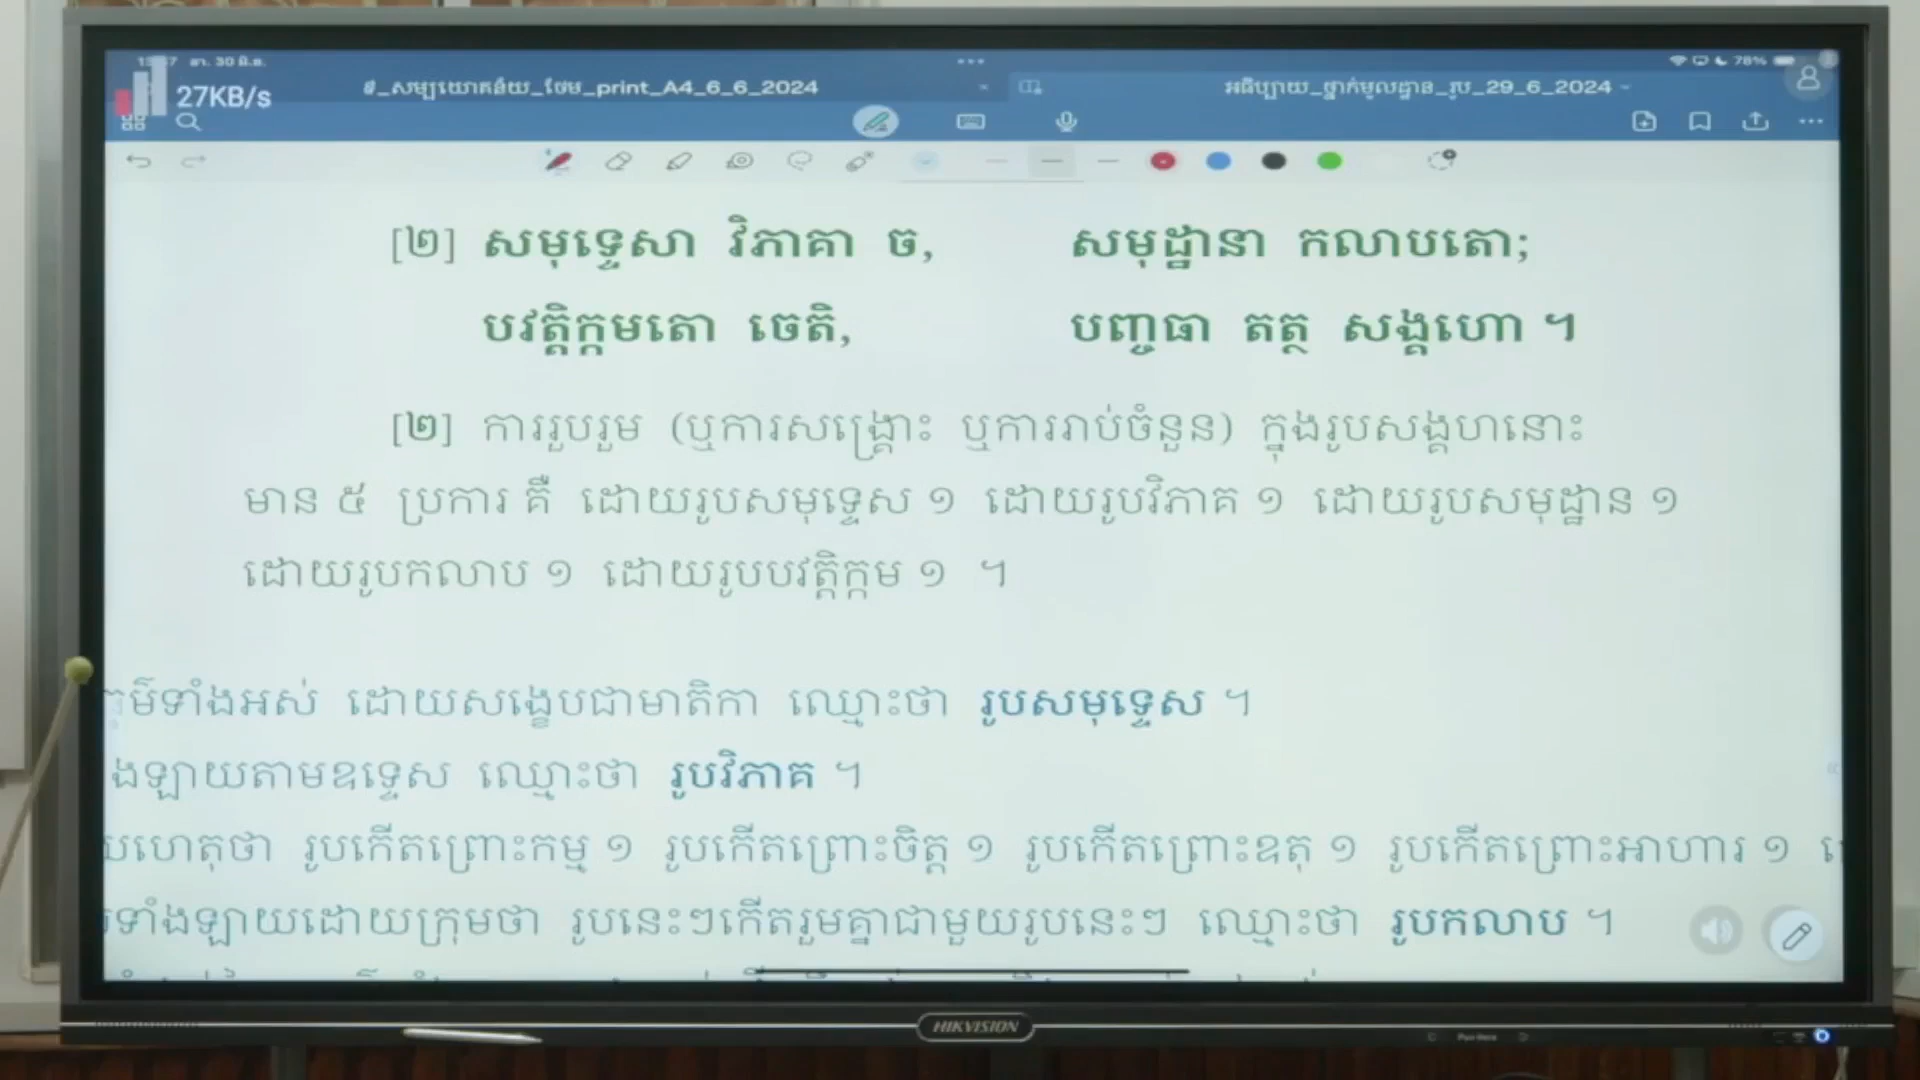 អា. 30 មិ.ថ.
78%
27KB/s
សម្បយោគន័យ_ថែម_print_A4_6_6_2024
អធិប្បាយ_ថ្នាក់មូលដ្ឋាន_រូប_29_6_2024
[២] សមុទ្ទេសា វិភាគា ច, សមុដ្ឋានា កលាបតោ;
បវត្តិក្កមតោ ចេតិ, បញ្ចធា តត្ថ សង្គហោ ។
[២] ការរួបរួម (ឬការសង្គ្រោះ ឬការរាប់ចំនួន) ក្នុងរូបសង្គហនោះ
មាន ៥ ប្រការ គឺ ដោយរូបសមុទ្ទេស ១ ដោយរូបវិភាគ ១ ដោយរូបសមុដ្ឋាន ១
ដោយរូបកលាប ១ ដោយរូបបវត្តិក្កម ១ ។
ទាំងអស់ ដោយសង្ខេបជាមាតិកា ឈ្មោះថា រូបសមុទ្ទេស ។
ងឡាយតាមឧទ្ទេស ឈ្មោះថា រូបវិភាគ ។
យហេតុថា រូបកើតព្រោះកម្ម ១ រូបកើតព្រោះចិត្ត ១ រូបកើតព្រោះឧតុ ១ រូបកើតព្រោះអាហារ ១
ទាំងឡាយដោយក្រុមថា រូបនេះៗកើតរួមគ្នាជាមួយរូបនេះៗ ឈ្មោះថា រូបកលាប ។
HIKVISION